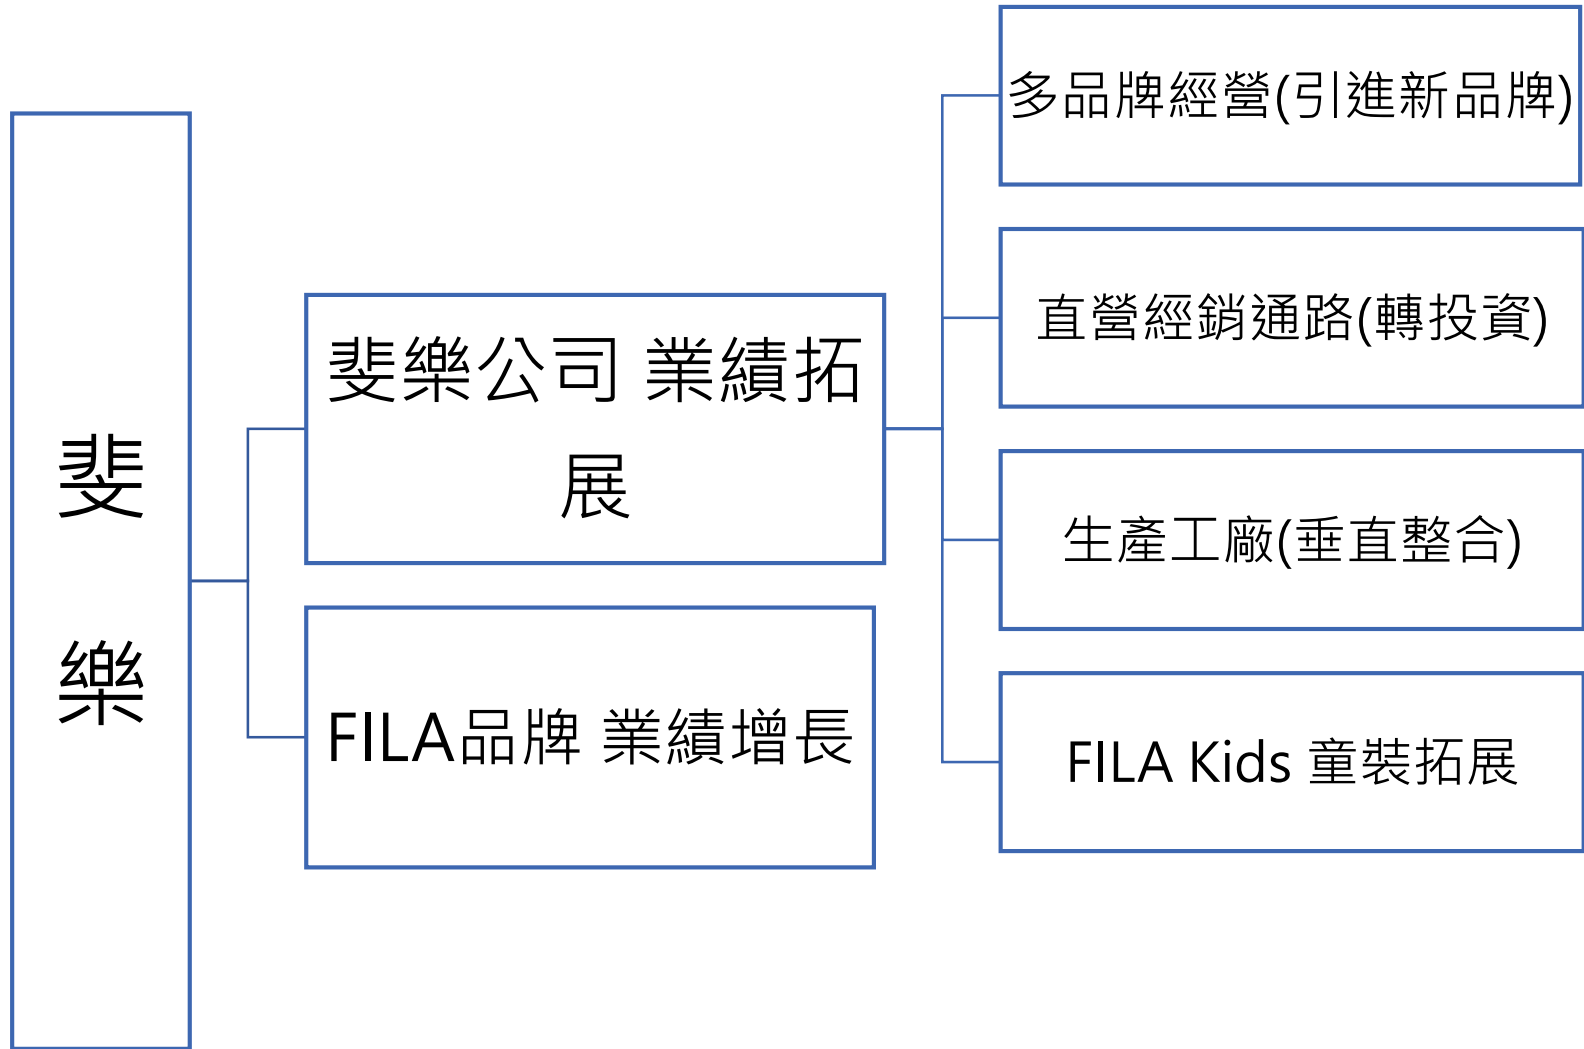 斐
樂
斐樂公司 業績拓
展
FILA品牌 業績增長
多品牌經營(引進新品牌)
直營經銷通路(轉投資)
生產工廠(垂直整合)
FILA Kids 童裝拓展